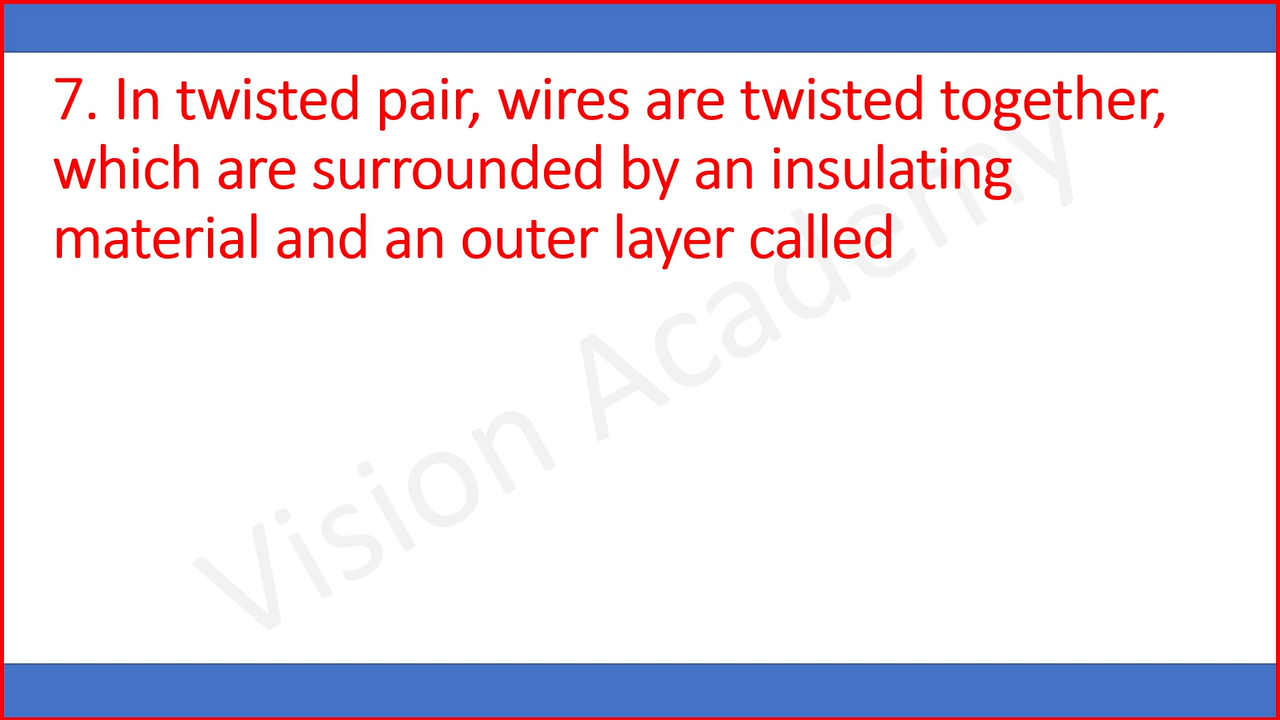 7. In twisted pair, wires are twisted together,
which are surrounded by an insulating
material and an outer layer called
Vision Academy